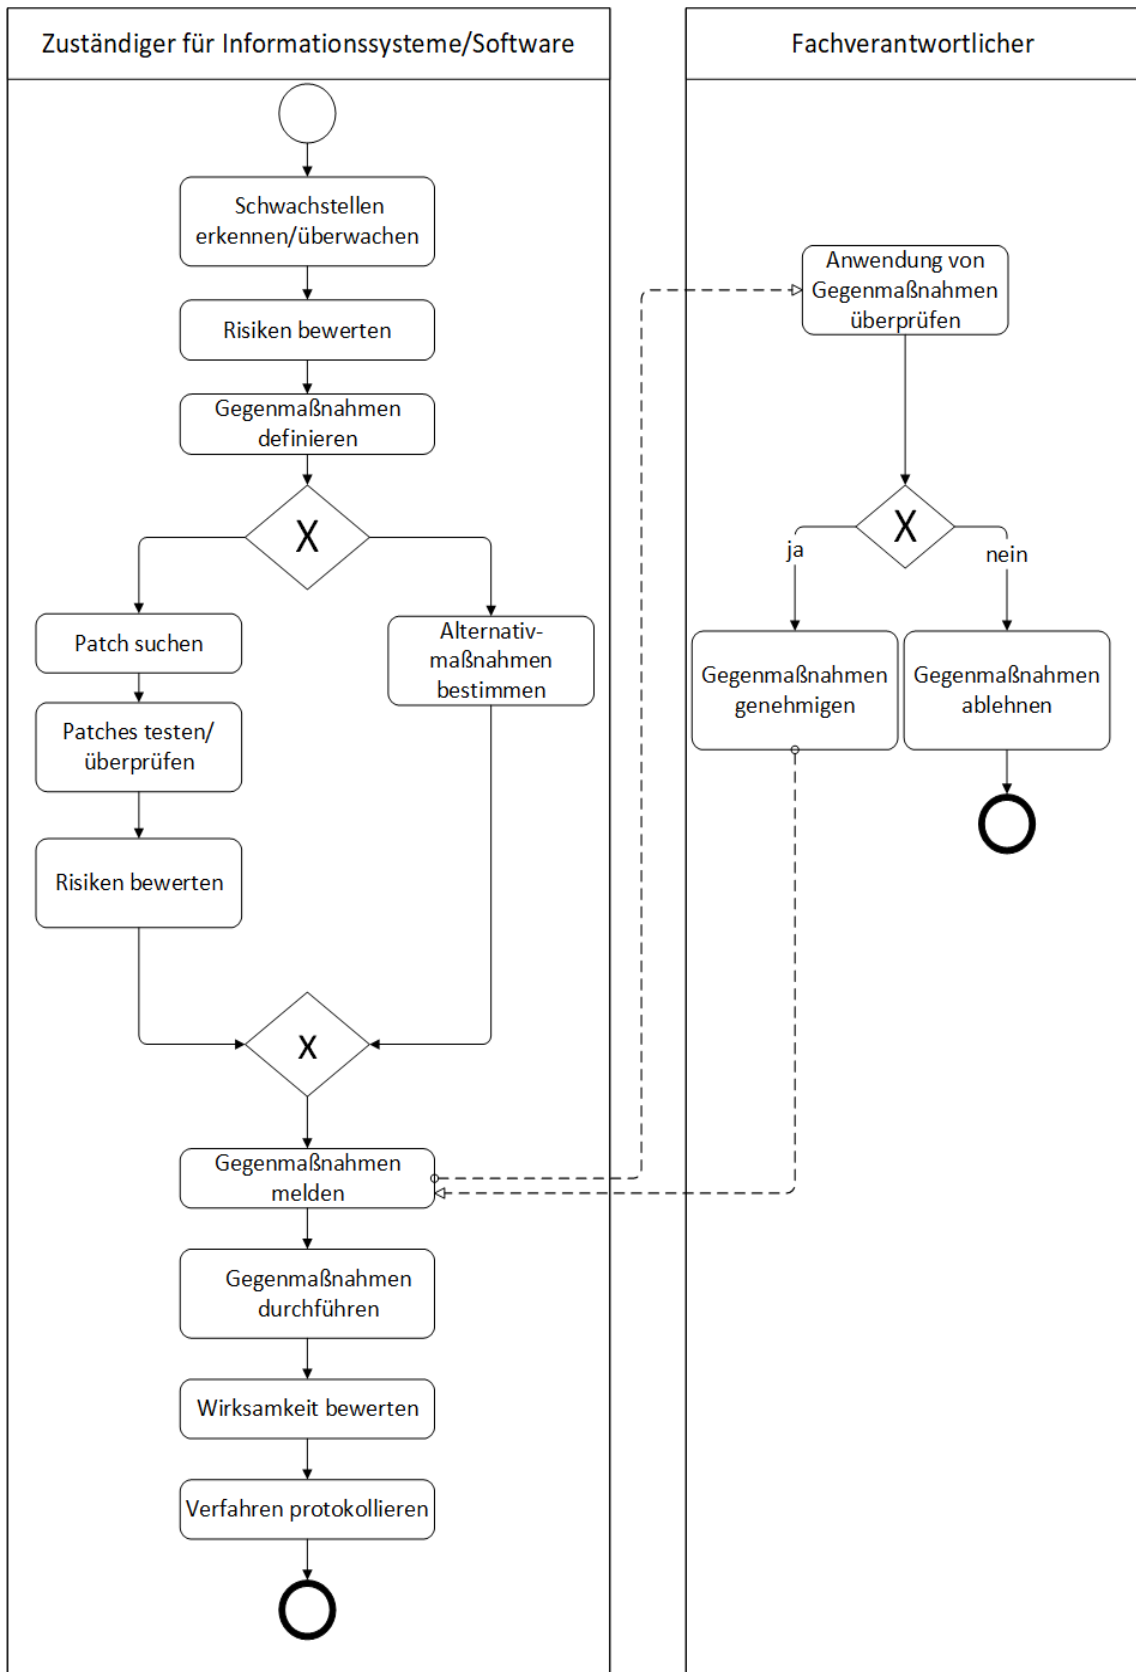 Zuständiger für Informationssysteme/Software
Schwachstellen
erkennen/überwachen
Risiken bewerten
Gegenmaßnahmen
definieren
X
Patch suchen
Alternativ-
maßnahmen
bestimmen
Patches testen/
überprüfen
Risiken bewerten
X
Gegenmaßnahmen
melden
Gegenmaßnahmen
durchführen
Wirksamkeit bewerten
Verfahren protokollieren
Fachverantwortlicher
Anwendung von
Gegenmaßnahmen
überprüfen
X
ja
nein
Gegenmaßnahmen
genehmigen
Gegenmaßnahmen
ablehnen